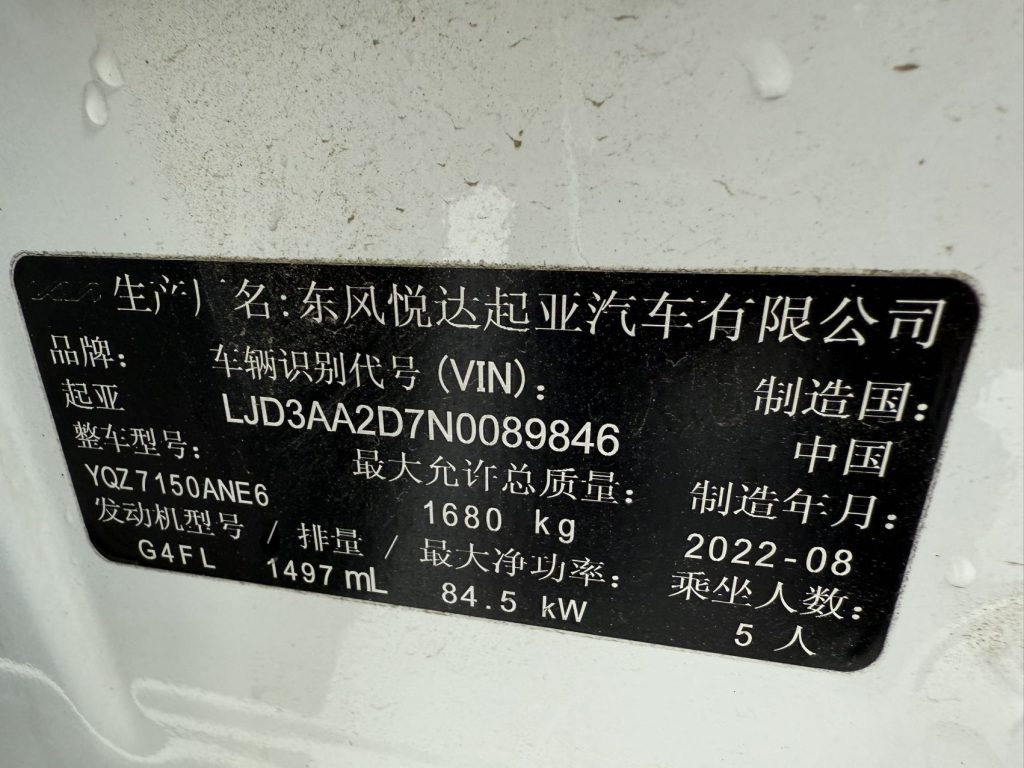 生产厂名:东风悦达起亚汽车有限公司
品牌: 车辆识别代号(VIN): 制造国:
起亚 LJD3AA2D7N0089846 中国
整车型号: 最大允许总质量: 制造年月:
YQZ7150ANE6 1680 kg 2022-08
发动机型号 / 排量 / 最大净功率: 乘坐人数:
G4FL 1497 mL 84.5 kW 5 人